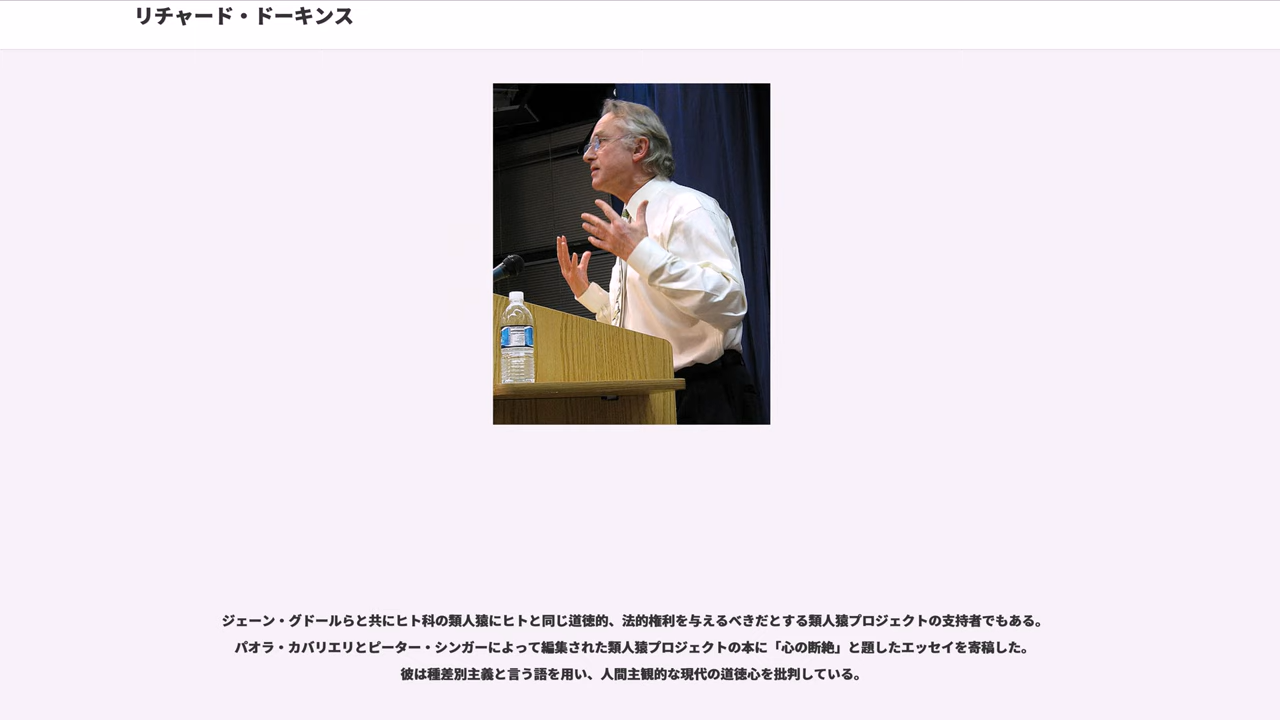 リチャード・ドーキンス
ジェーン・グドールらと共にヒト科の類人猿にヒトと同じ道徳的、法的権利を与えるべきだとする類人猿プロジェクトの支持者でもある。
パオラ・カバリエリとピーター・シンガーによって編集された類人猿プロジェクトの本に「心の断絶」と題したエッセイを寄稿した。
彼は種差別主義と言う語を用い、人間主観的な現代の道徳心を批判している。